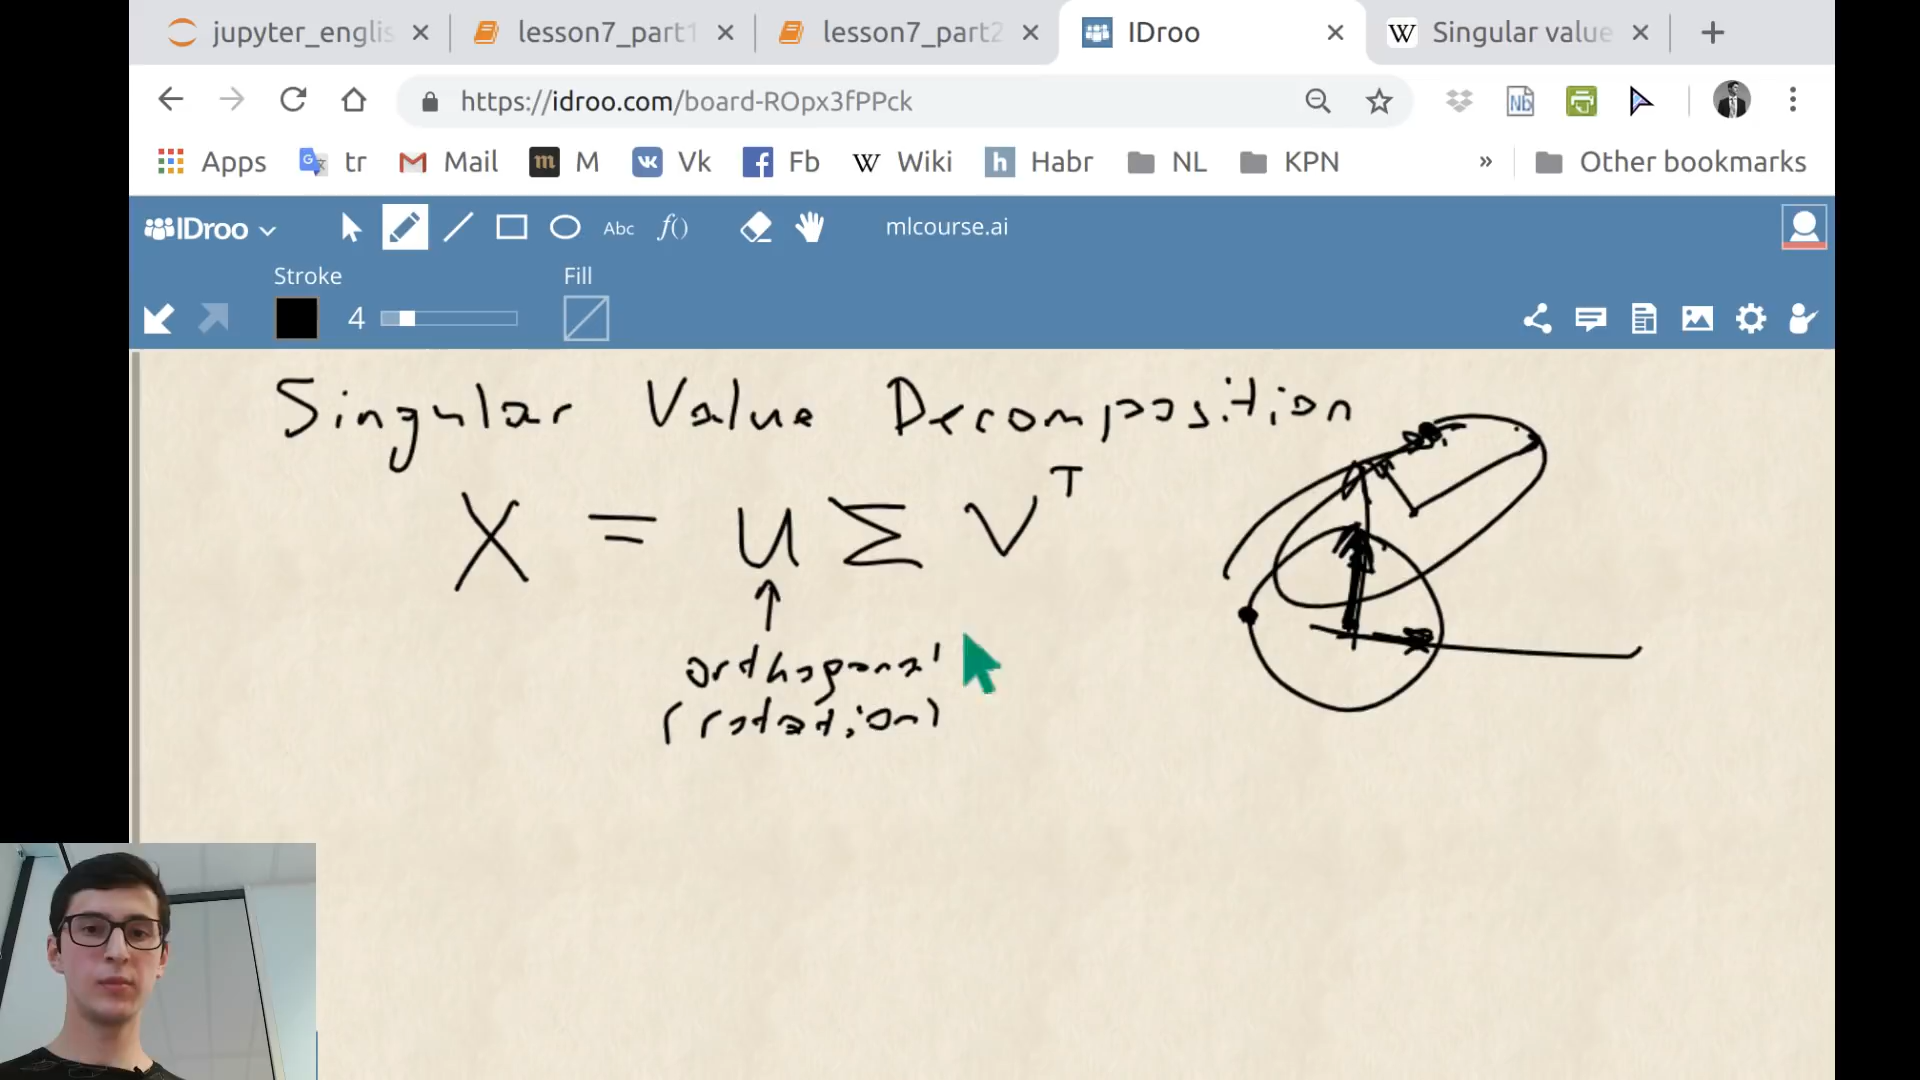 jupyter_englis
lesson7_part1
lesson7_part2
IDroo
W Singular value
https://idroo.com/board-ROpx3fPPck
Nb
Apps
tr
Mail
m M
Vk
Fb
W Wiki
h Habr
NL
KPN
»
Other bookmarks
IDroo
Abc
f()
mlcourse.ai
Stroke
Fill
4
Singular Value Decomposition
X = U Σ V^T
orthogonal
(rotation)